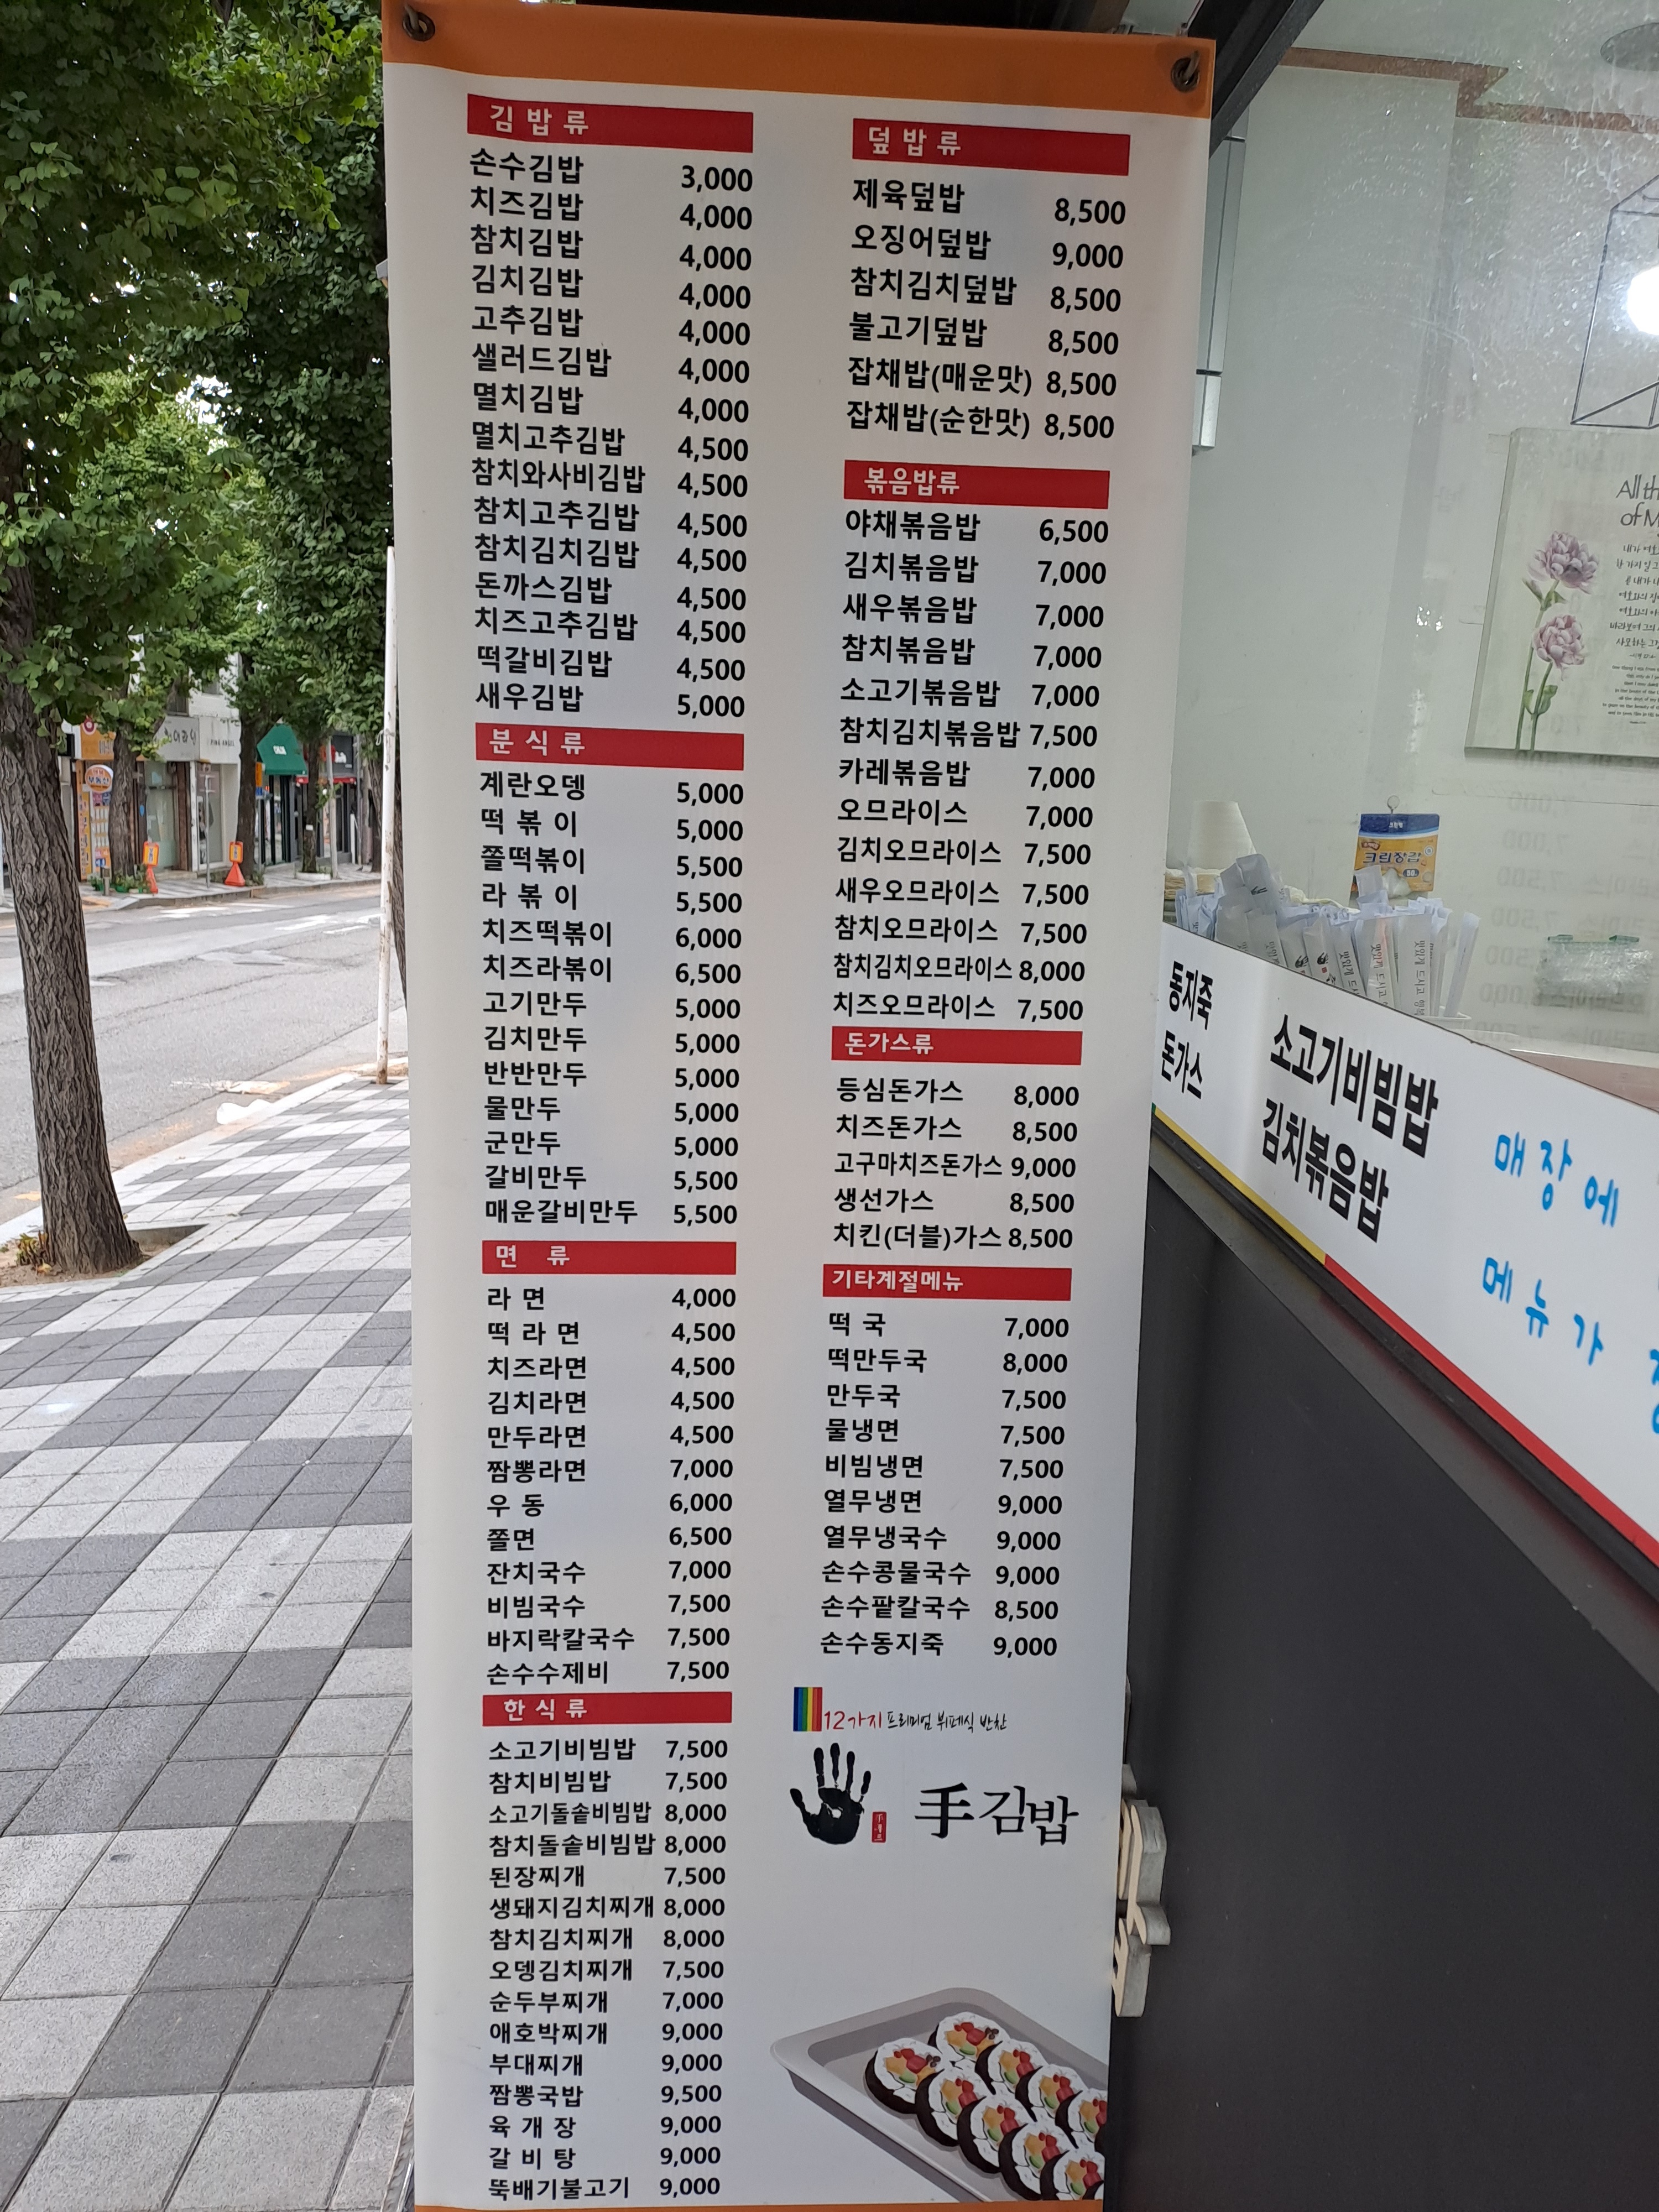 김밥류
손수김밥 3,000
치즈김밥 4,000
참치김밥 4,000
김치김밥 4,000
고추김밥 4,000
샐러드김밥 4,000
멸치김밥 4,000
멸치고추김밥 4,500
참치와사비김밥 4,500
참치고추김밥 4,500
참치김치김밥 4,500
돈까스김밥 4,500
치즈고추김밥 4,500
떡갈비김밥 4,500
새우김밥 5,000
분식류
계란오뎅 5,000
떡볶이 5,000
쫄떡볶이 5,500
라볶이 5,500
치즈떡볶이 6,000
치즈라볶이 6,500
고기만두 5,000
김치만두 5,000
반반만두 5,000
물만두 5,000
군만두 5,000
갈비만두 5,500
매운갈비만두 5,500
면 류
라면 4,000
떡라면 4,500
치즈라면 4,500
김치라면 4,500
만두라면 4,500
짬뽕라면 7,000
우동 6,000
쫄면 6,500
잔치국수 7,000
비빔국수 7,500
바지락칼국수 7,500
손수수제비 7,500
한식류
소고기비빔밥 7,500
참치비빔밥 7,500
소고기돌솥비빔밥 8,000
참치돌솥비빔밥 8,000
된장찌개 7,500
생돼지김치찌개 8,000
참치김치찌개 8,000
오뎅김치찌개 7,500
순두부찌개 7,000
애호박찌개 9,000
부대찌개 9,000
짬뽕국밥 9,500
육개장 9,000
갈비탕 9,000
뚝배기불고기 9,000
덮밥류
제육덮밥 8,500
오징어덮밥 9,000
참치김치덮밥 8,500
불고기덮밥 8,500
잡채밥(매운맛) 8,500
잡채밥(순한맛) 8,500
볶음밥류
야채볶음밥 6,500
김치볶음밥 7,000
새우볶음밥 7,000
참치볶음밥 7,000
소고기볶음밥 7,000
참치김치볶음밥 7,500
카레볶음밥 7,000
오므라이스 7,000
김치오므라이스 7,500
새우오므라이스 7,500
참치오므라이스 7,500
참치김치오므라이스 8,000
치즈오므라이스 7,500
돈가스류
등심돈가스 8,000
치즈돈가스 8,500
고구마치즈돈가스 9,000
생선가스 8,500
치킨(더블)가스 8,500
기타계절메뉴
떡국 7,000
떡만두국 8,000
만두국 7,500
물냉면 7,500
비빔냉면 7,500
열무냉면 9,000
열무냉국수 9,000
손수콩물국수 9,000
손수팥칼국수 8,500
손수동지죽 9,000
12가지 프리미엄 뷔페식 반찬
手김밥
동지죽
돈가스
소고기비빔밥
김치볶음밥
매장에
메뉴가
크린장갑